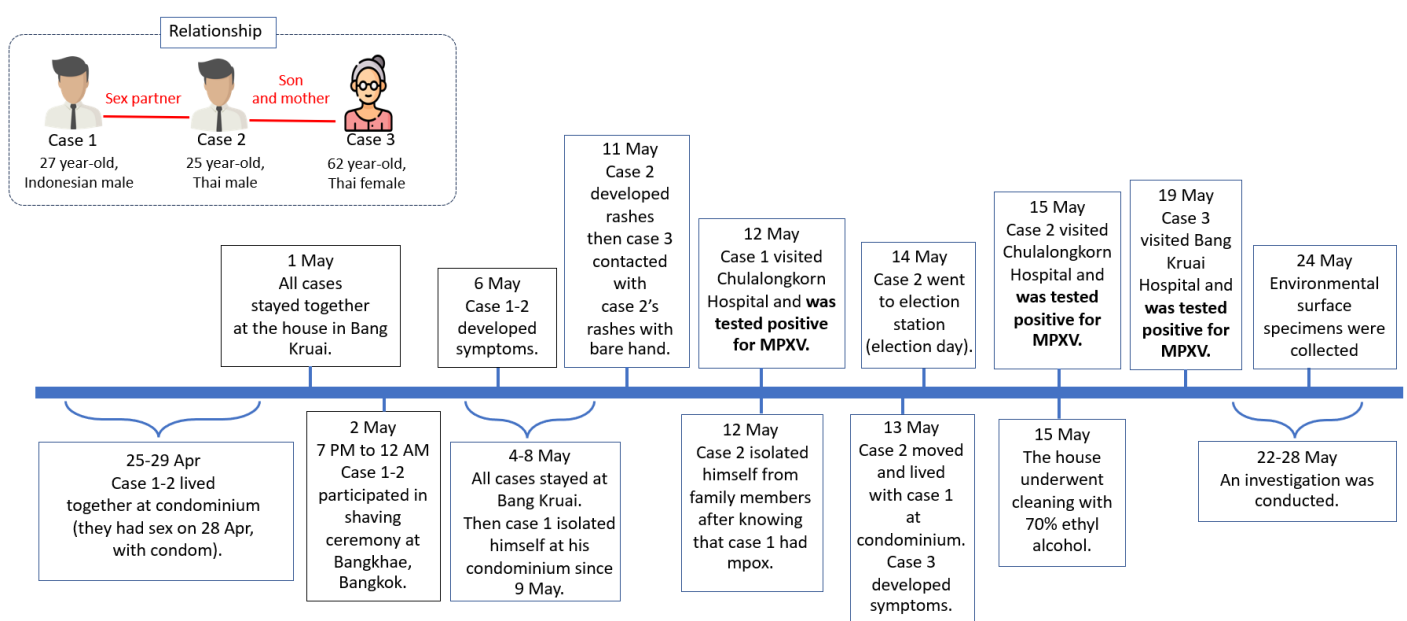 Relationship
Sex partner
Son
and mother
Case 1
27 year-old,
Indonesian male
Case 2
25 year-old,
Thai male
Case 3
62 year-old,
Thai female
1 May
All cases
stayed together
at the house in Bang
Kruai.
6 May
Case 1-2
developed
symptoms.
11 May
Case 2
developed
rashes
then case 3
contacted
with
case 2's
rashes with
bare hand.
12 May
Case 1 visited
Chulalongkorn
Hospital and was
tested positive
for MPXV.
14 May
Case 2 went
to election
station
(election day).
15 May
Case 2 visited
Chulalongkorn
Hospital and
was tested
positive for
MPXV.
19 May
Case 3
visited Bang
Kruai
Hospital and
was tested
positive for
MPXV.
24 May
Environmental
surface
specimens were
collected
25-29 Apr
Case 1-2 lived
together at condominium
(they had sex on 28 Apr,
with condom).
2 May
7 PM to 12 AM
Case 1-2
participated in
shaving
ceremony at
Bangkhae,
Bangkok.
4-8 May
All cases stayed at
Bang Kruai.
Then case 1 isolated
himself at his
condominium since
9 May.
12 May
Case 2 isolated
himself from
family members
after knowing
that case 1 had
mpox.
13 May
Case 2 moved
and lived
with case 1
at
condominium.
Case 3
developed
symptoms.
15 May
The house
underwent
cleaning with
70% ethyl
alcohol.
22-28 May
An investigation was
conducted.